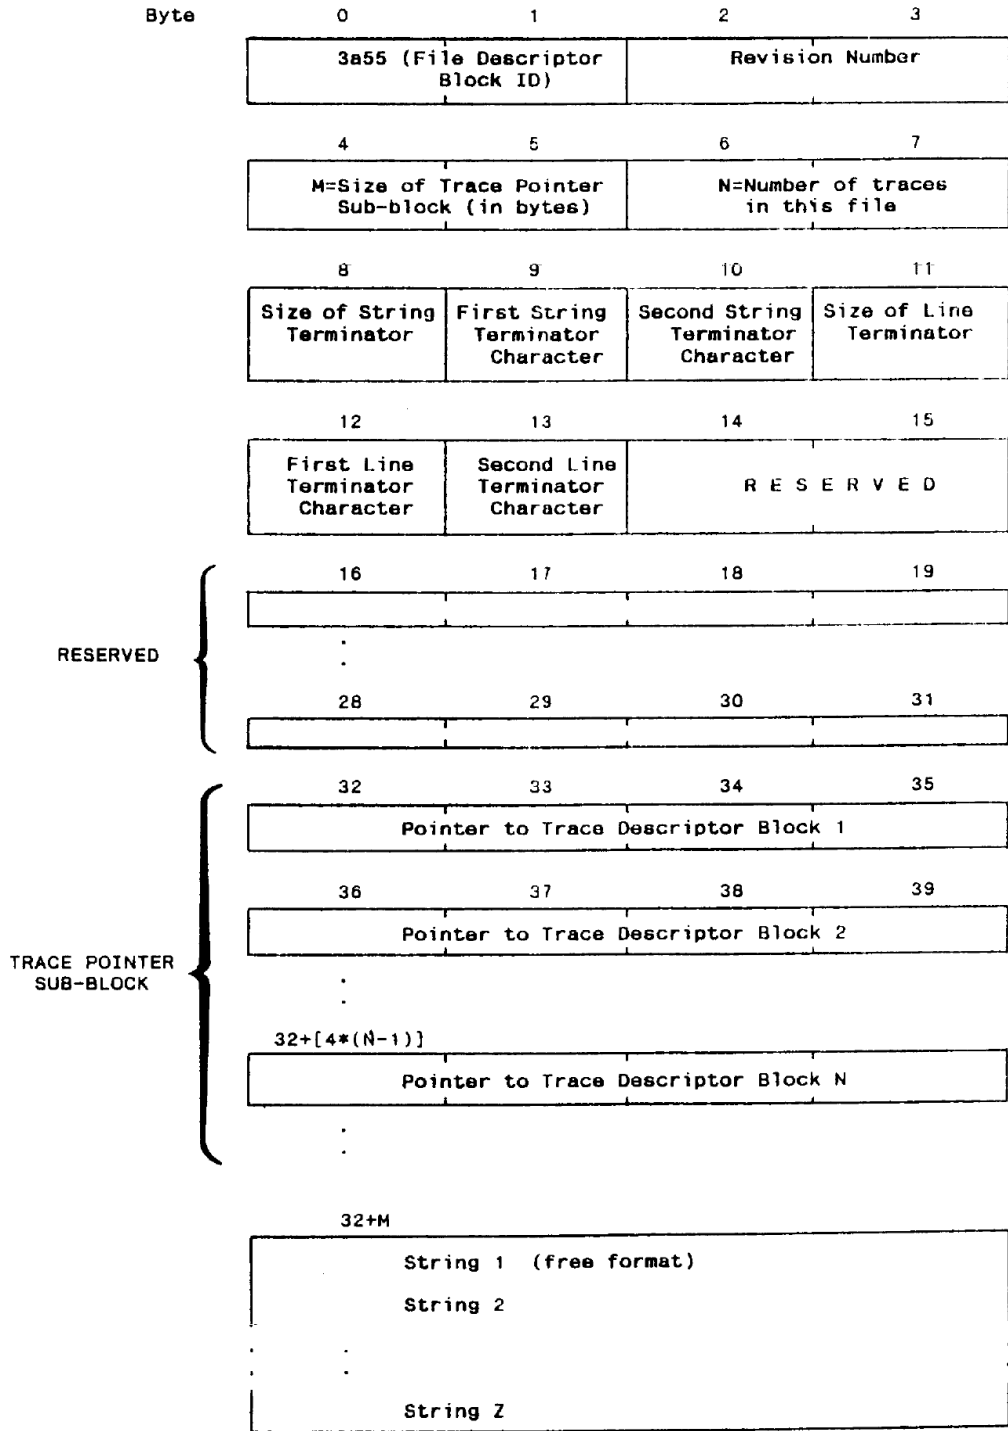 Byte 0 1 2 3
3a55 (File Descriptor Block ID)
Revision Number
4 5 6 7
M=Size of Trace Pointer
Sub-block (in bytes)
N=Number of traces
in this file
8 9 10 11
Size of String
Terminator
First String
Terminator
Character
Second String
Terminator
Character
Size of Line
Terminator
12 13 14 15
First Line
Terminator
Character
Second Line
Terminator
Character
R E S E R V E D
RESERVED
16 17 18 19
28 29 30 31
TRACE POINTER
SUB-BLOCK
32 33 34 35
Pointer to Trace Descriptor Block 1
36 37 38 39
Pointer to Trace Descriptor Block 2
32+[4*(N-1)]
Pointer to Trace Descriptor Block N
32+M
String 1 (free format)
String 2
String Z